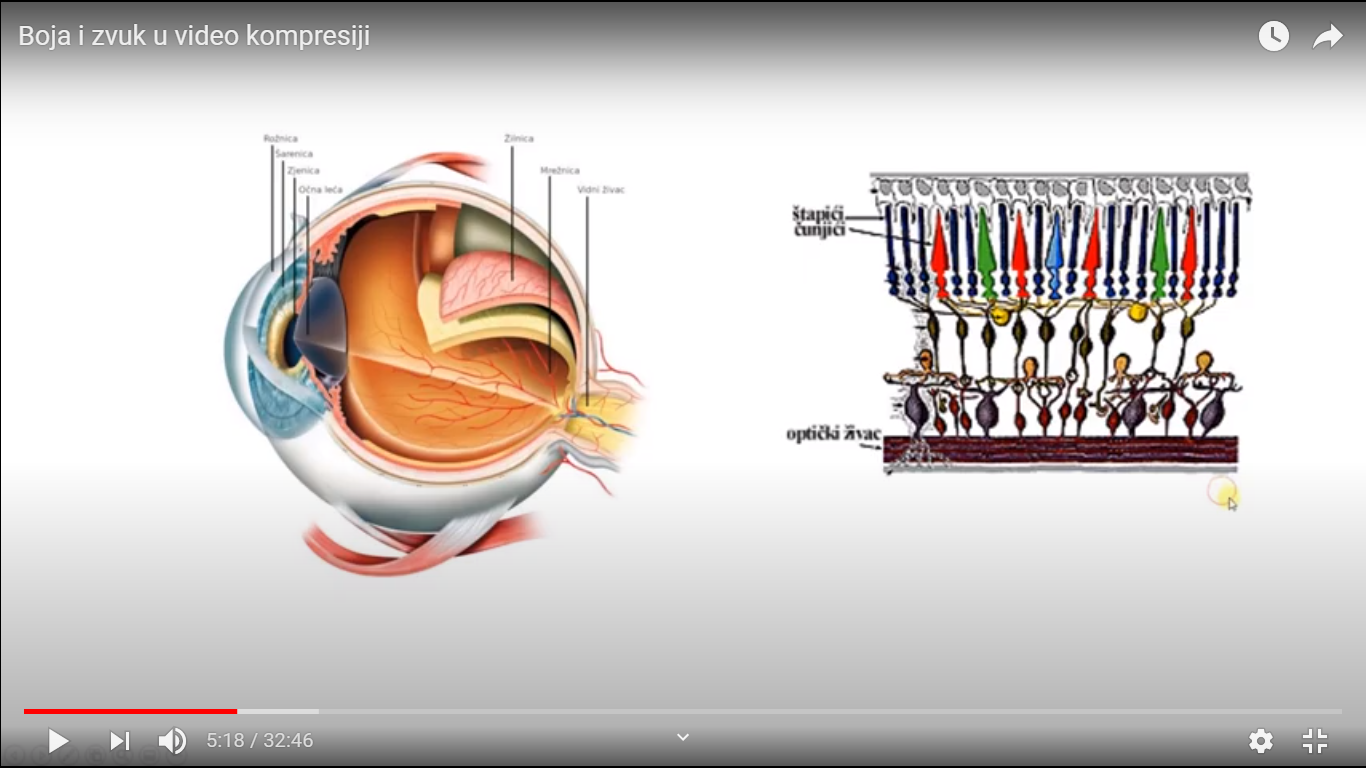 Boja i zvuk u video kompresiji
Rožnica
Šarenica
Zjenica
Očna leća
Žilnica
Mrežnica
Vidni živac
štapići
čunjići
optički živac
5:18 / 32:46